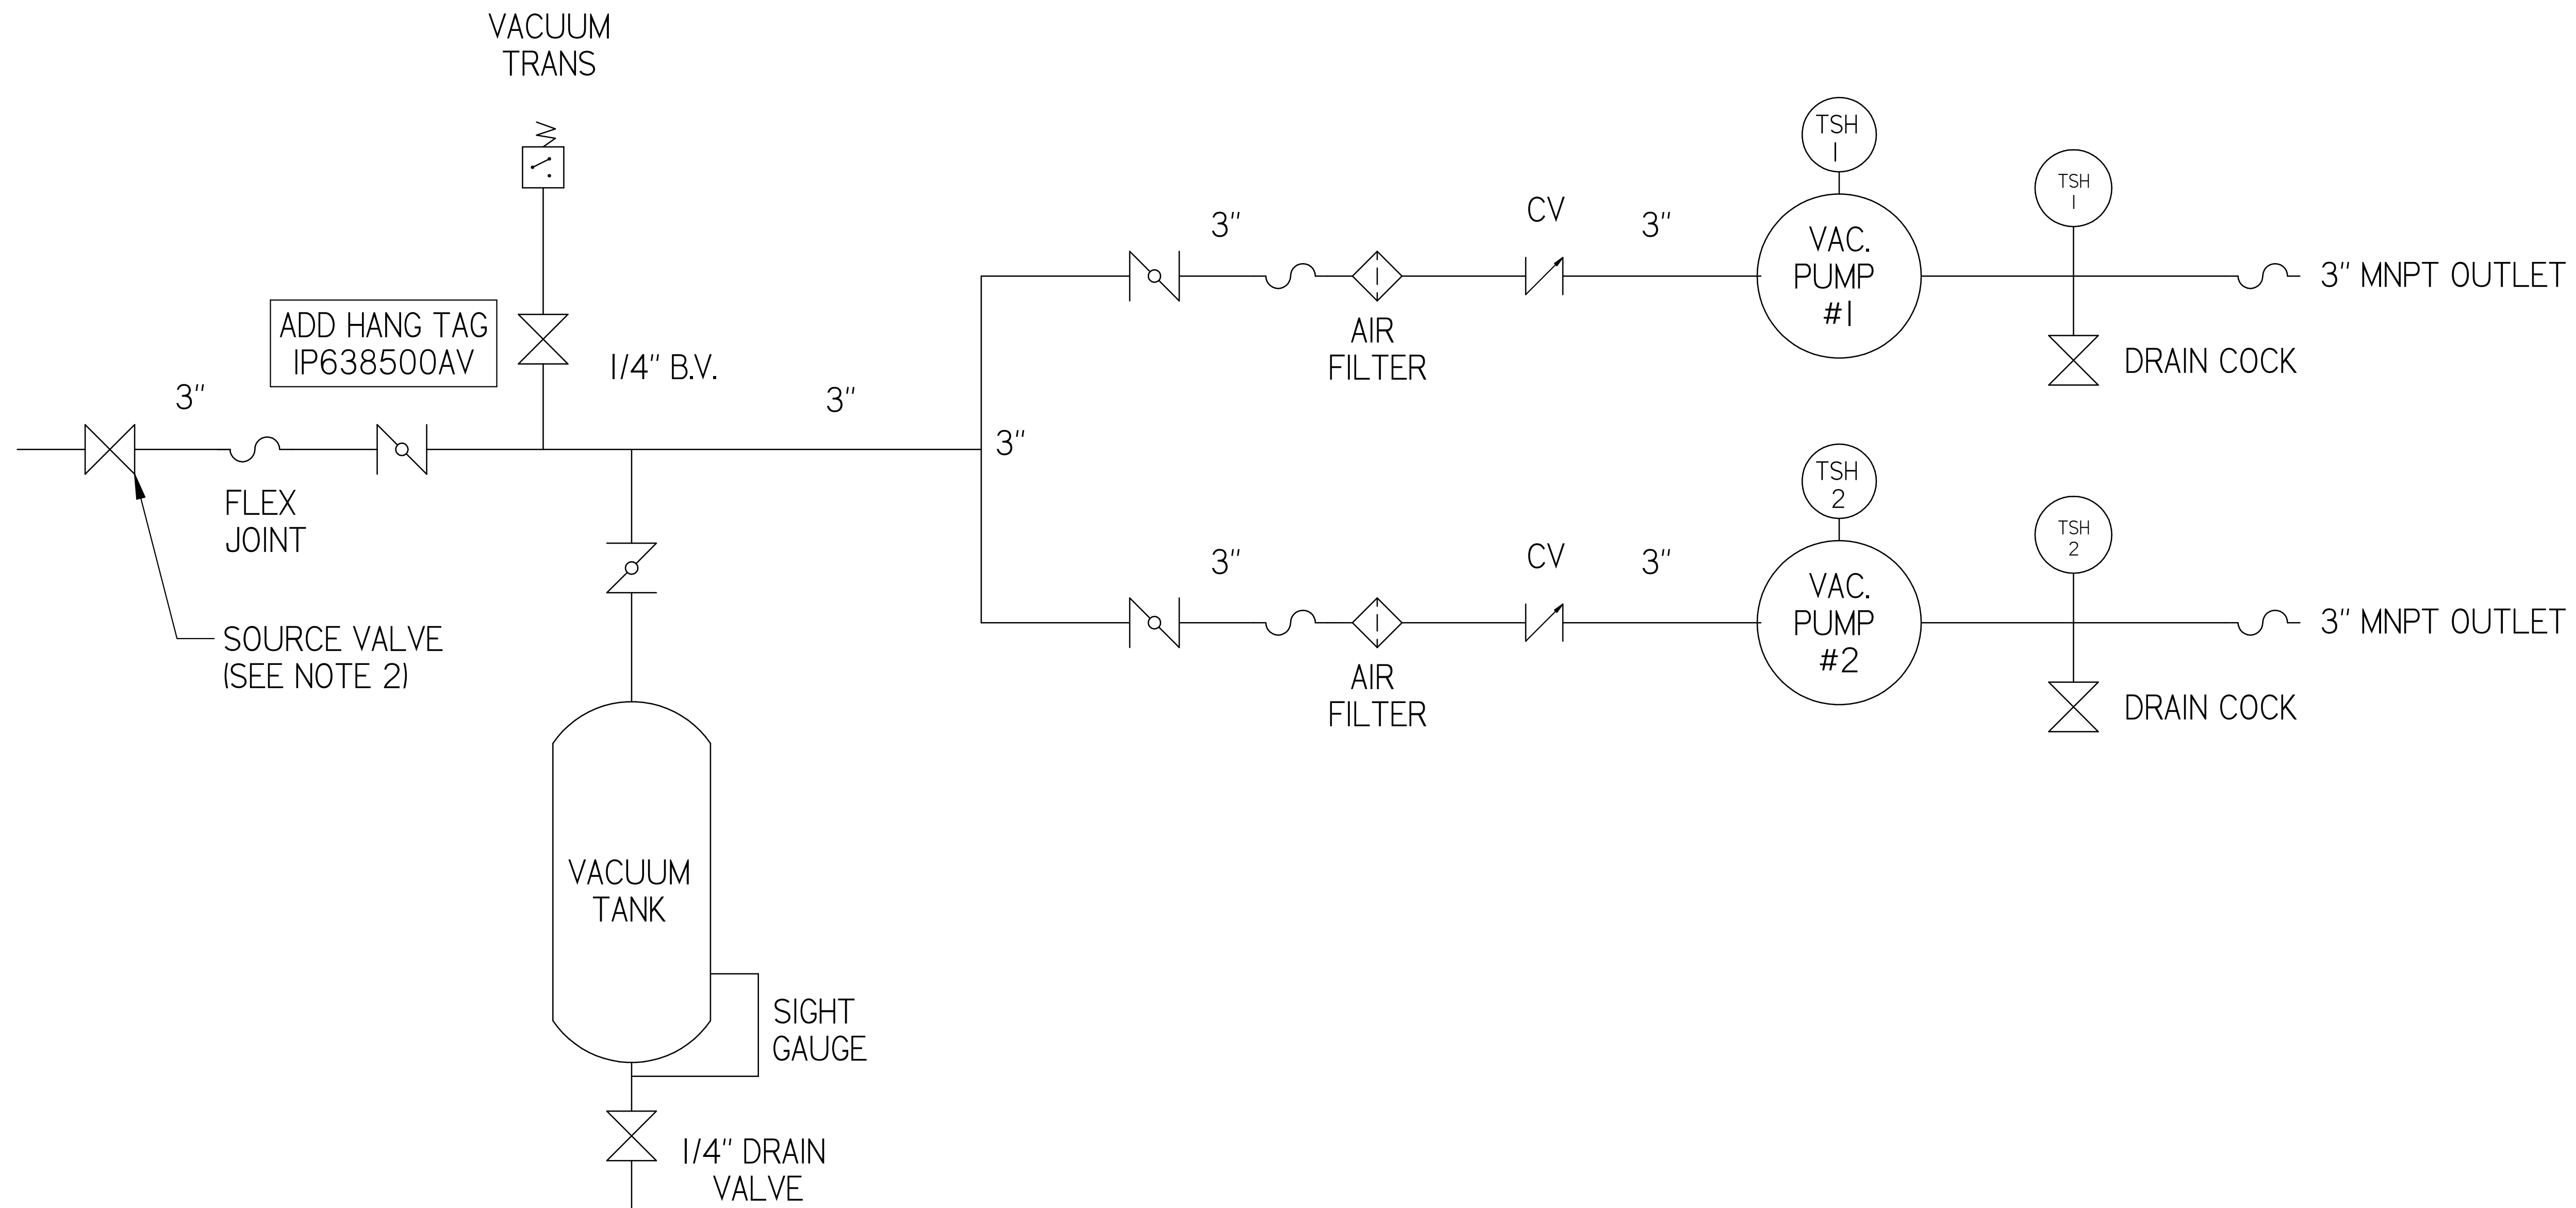 VACUUM
TRANS
ADD HANG TAG
IP638500AV
1/4" B.V.
3"
FLEX
JOINT
SOURCE VALVE
(SEE NOTE 2)
3"
3"
VACUUM
TANK
SIGHT
GAUGE
1/4" DRAIN
VALVE
3"
AIR
FILTER
CV
3"
TSH
1
VAC.
PUMP
#1
TSH
1
3" MNPT OUTLET
DRAIN COCK
3"
AIR
FILTER
CV
3"
TSH
2
VAC.
PUMP
#2
TSH
2
3" MNPT OUTLET
DRAIN COCK